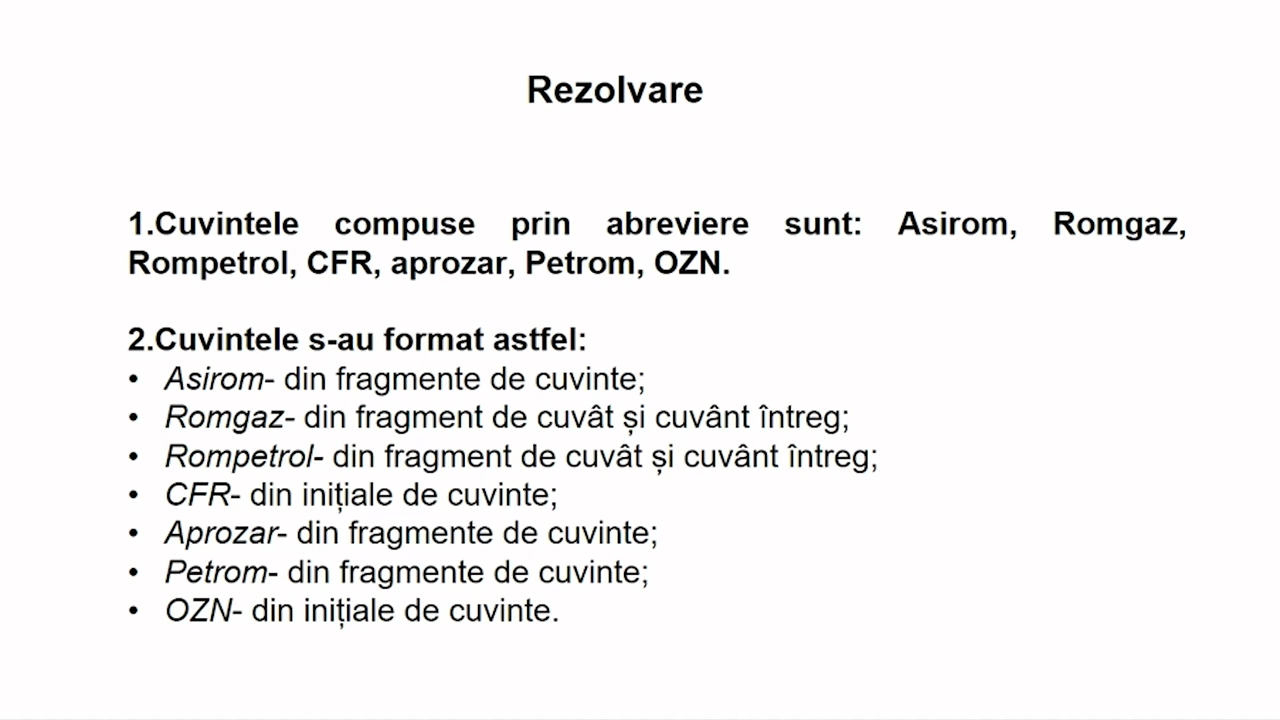 Rezolvare
1.Cuvintele compuse prin abreviere sunt: Asirom, Romgaz,
Rompetrol, CFR, aprozar, Petrom, OZN.
2.Cuvintele s-au format astfel:
• Asirom- din fragmente de cuvinte;
• Romgaz- din fragment de cuvât și cuvânt întreg;
• Rompetrol- din fragment de cuvât și cuvânt întreg;
• CFR- din inițiale de cuvinte;
• Aprozar- din fragmente de cuvinte;
• Petrom- din fragmente de cuvinte;
• OZN- din inițiale de cuvinte.